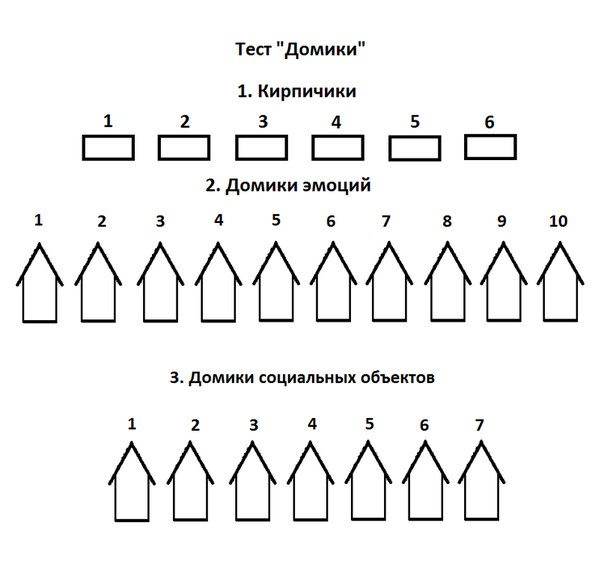 Тест "Домики"
1. Кирпичики
1 2 3 4 5 6
2. Домики эмоций
1 2 3 4 5 6 7 8 9 10
3. Домики социальных объектов
1 2 3 4 5 6 7